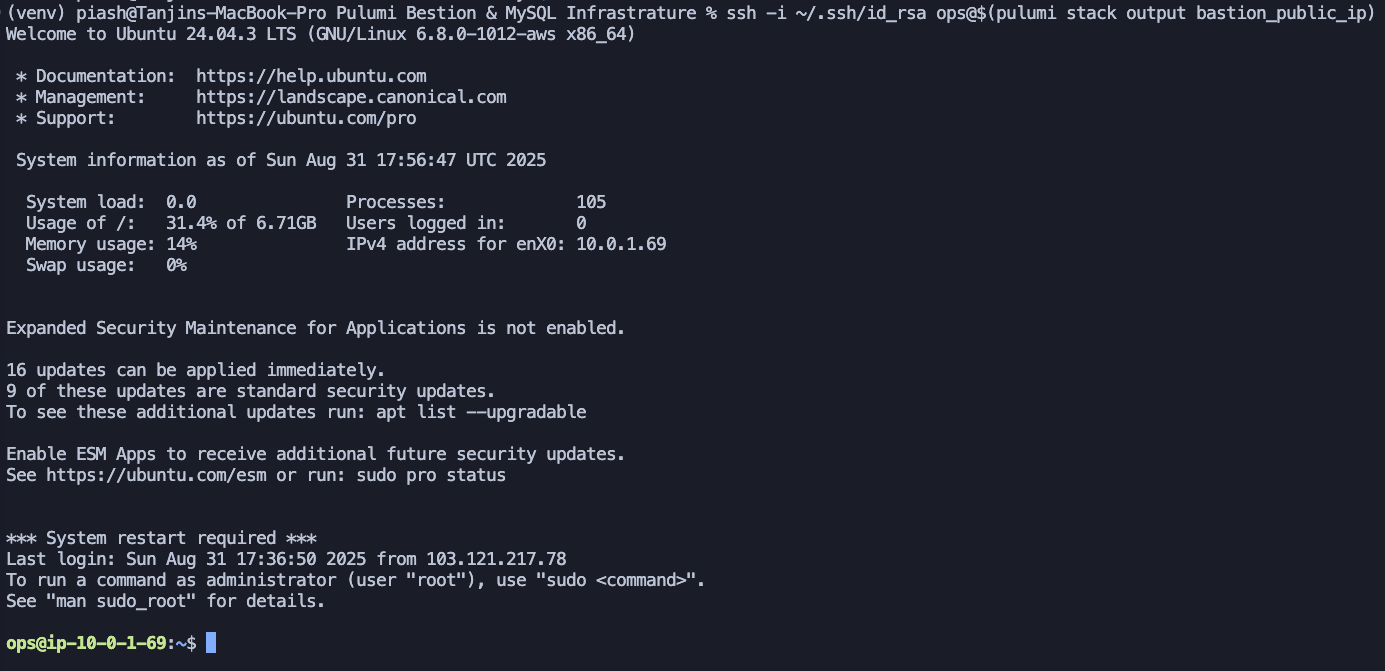 (venv) piash@Tanjins-MacBook-Pro Pulumi Bestion & MySQL Infrastrature % ssh -i ~/.ssh/id_rsa ops@$(pulumi stack output bastion_public_ip)
Welcome to Ubuntu 24.04.3 LTS (GNU/Linux 6.8.0-1012-aws x86_64)
* Documentation:  https://help.ubuntu.com
* Management:     https://landscape.canonical.com
* Support:        https://ubuntu.com/pro
System information as of Sun Aug 31 17:56:47 UTC 2025
System load:  0.0               Processes:             105
Usage of /:   31.4% of 6.71GB   Users logged in:       0
Memory usage: 14%               IPv4 address for enX0: 10.0.1.69
Swap usage:   0%
Expanded Security Maintenance for Applications is not enabled.
16 updates can be applied immediately.
9 of these updates are standard security updates.
To see these additional updates run: apt list --upgradable
Enable ESM Apps to receive additional future security updates.
See https://ubuntu.com/esm or run: sudo pro status
*** System restart required ***
Last login: Sun Aug 31 17:36:50 2025 from 103.121.217.78
To run a command as administrator (user "root"), use "sudo <command>".
See "man sudo_root" for details.
ops@ip-10-0-1-69:~$